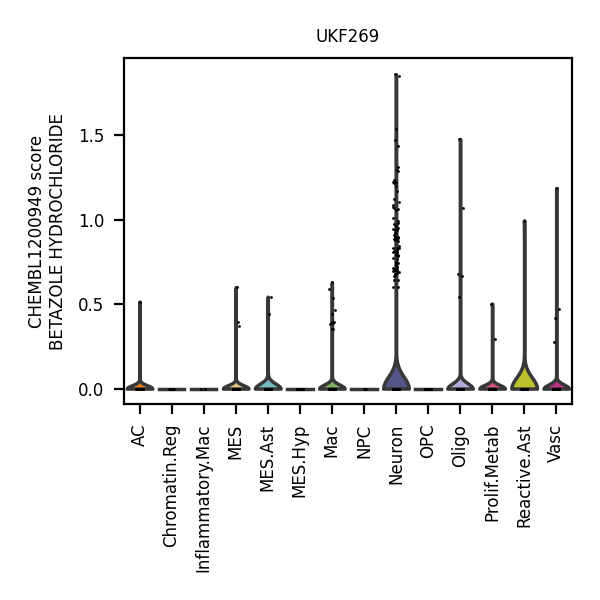 UKF269
CHEMBL1200949 score
BETAZOLE HYDROCHLORIDE
1.5
1.0
0.5
0.0
AC
Chromatin.Reg
Inflammatory.Mac
MES
MES.Ast
MES.Hyp
Mac
NPC
Neuron
OPC
Oligo
Prolif.Metab
Reactive.Ast
Vasc